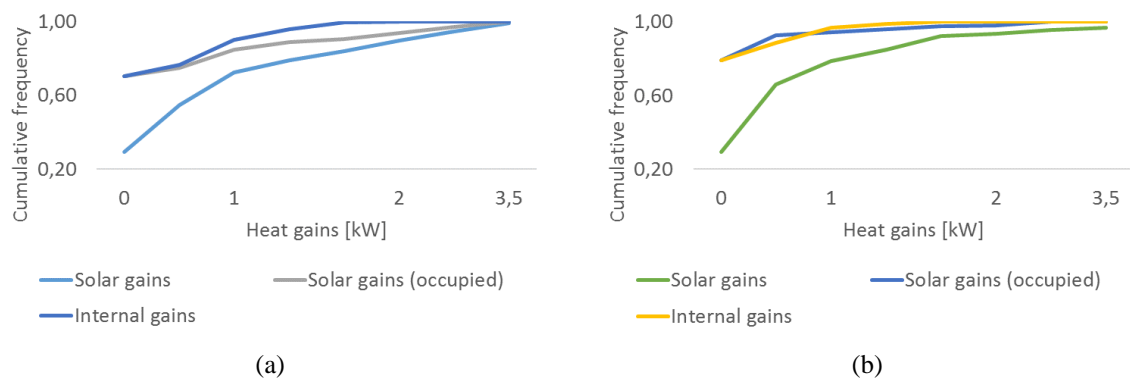 Cumulative frequency
1,00
0,60
0,20
0 1 2 3,5
Heat gains [kW]
Solar gains Solar gains (occupied)
Internal gains
(a)
Cumulative frequency
1,00
0,60
0,20
0 1 2 3,5
Heat gains [kW]
Solar gains Solar gains (occupied)
Internal gains
(b)